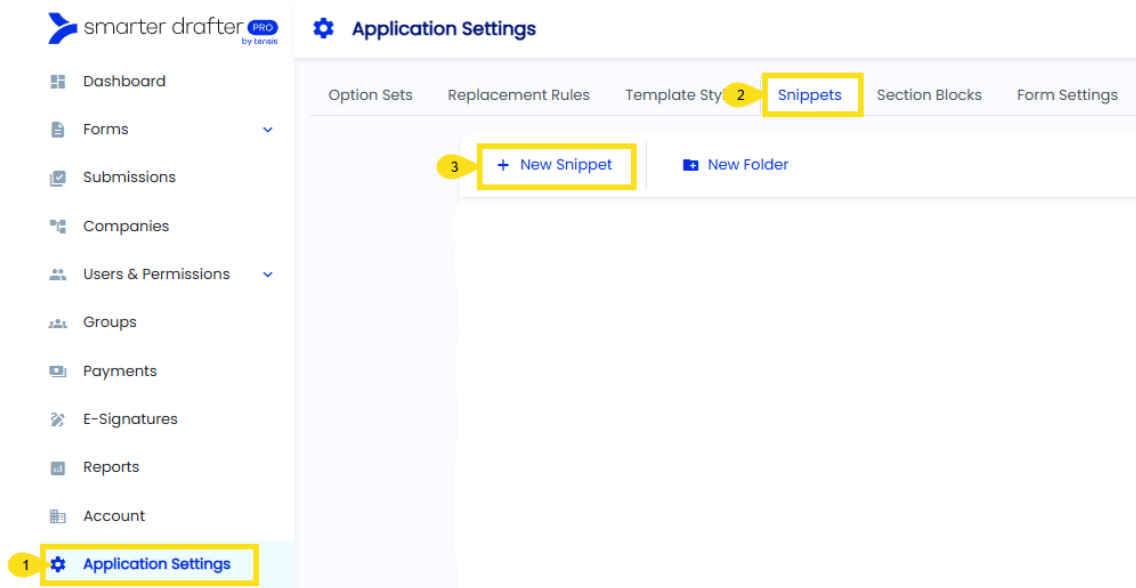 smarter drafter PRO
by tensis
Application Settings
Dashboard
Forms
Submissions
Companies
Users & Permissions
Groups
Payments
E-Signatures
Reports
Account
1 Application Settings
Option Sets Replacement Rules Template Styl 2 Snippets Section Blocks Form Settings
3 + New Snippet New Folder